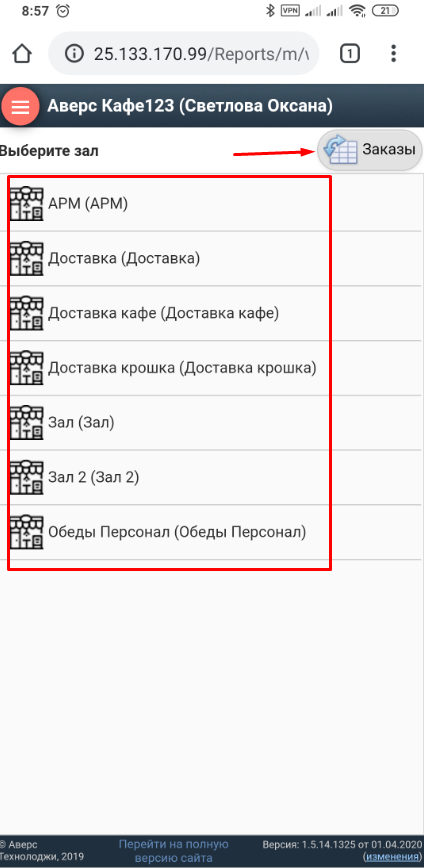 8:57 VPN 21
25.133.170.99/Reports/m/ 1
Аверс Кафе123 (Светлова Оксана)
Выберите зал
Заказы
АРМ (АРМ)
Доставка (Доставка)
Доставка кафе (Доставка кафе)
Доставка крошка (Доставка крошка)
Зал (Зал)
Зал 2 (Зал 2)
Обеды Персонал (Обеды Персонал)
© Аверс
Технолоджи, 2019
Перейти на полную
версию сайта
Версия: 1.5.14.1325 от 01.04.2020
(изменения)